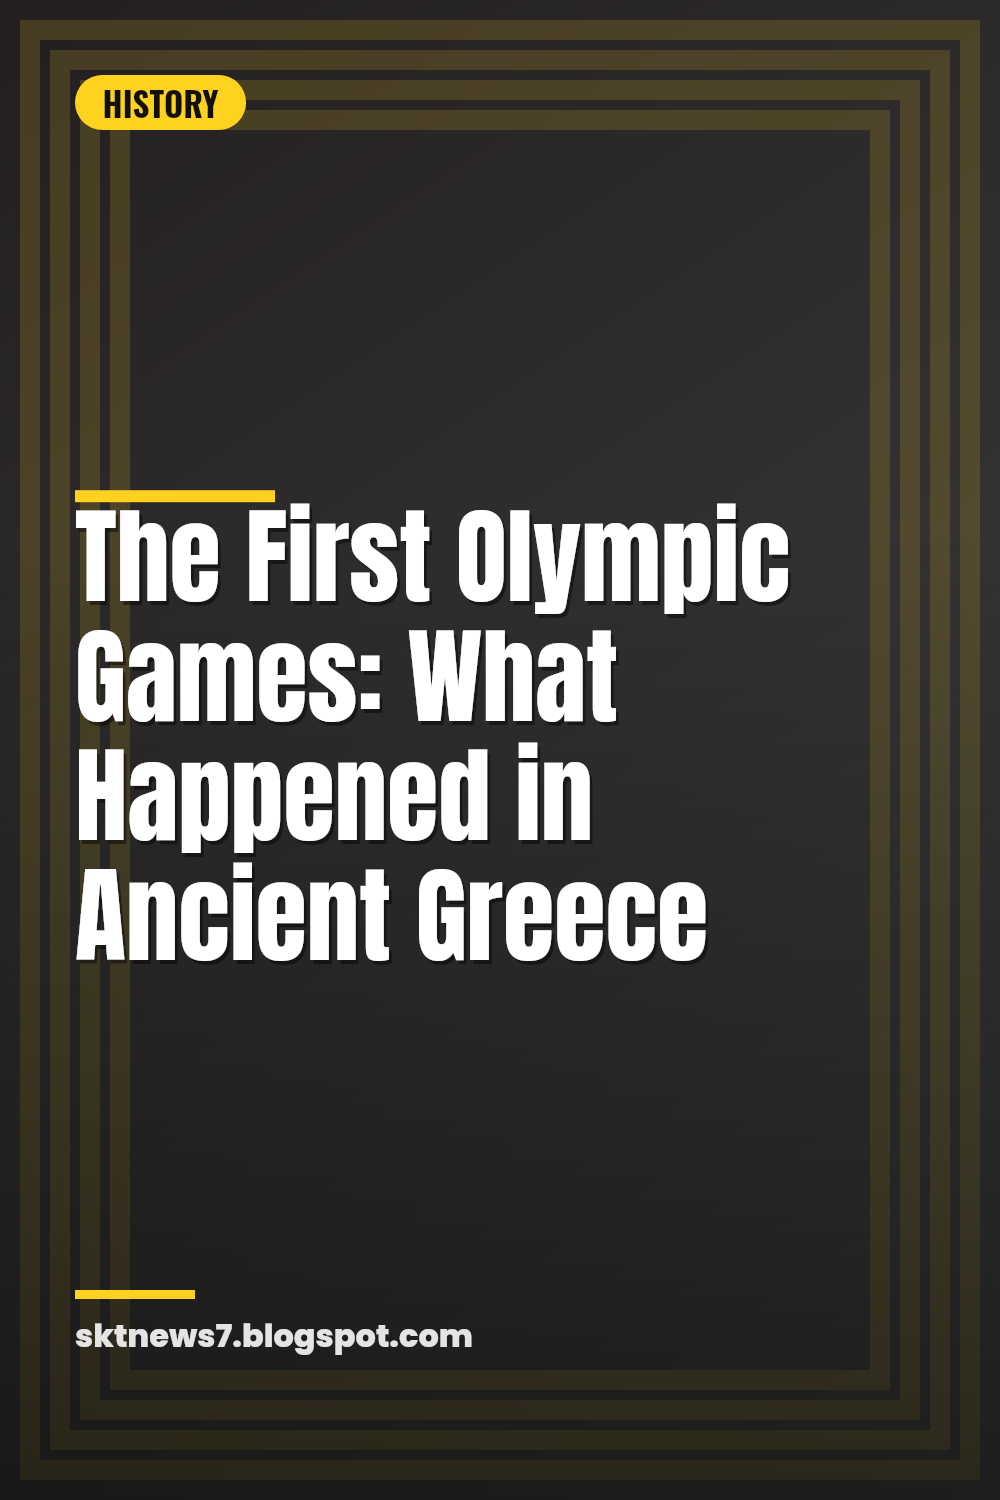 HISTORY
The First Olympic
Games: What
Happened in
Ancient Greece
sktnews7.blogspot.com